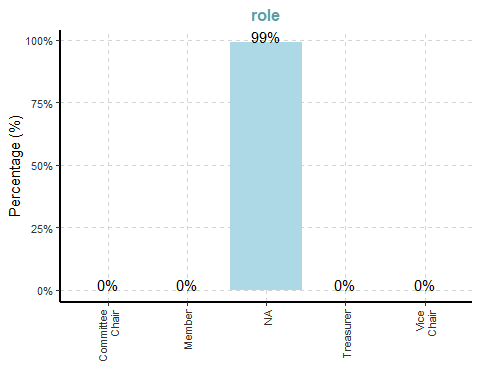 role
100%
75%
50%
25%
0%
Percentage (%)
0%
0%
99%
0%
0%
Committee
Chair
Member
NA
Treasurer
Vice
Chair